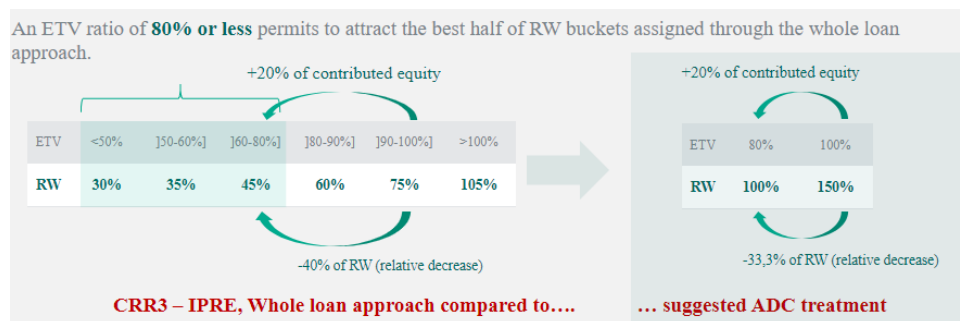 An ETV ratio of 80% or less permits to attract the best half of RW buckets assigned through the whole loan
approach.
+20% of contributed equity
ETV <50% ]50-60%] ]60-80%] ]80-90%] ]90-100%] >100%
RW 30% 35% 45% 60% 75% 105%
-40% of RW (relative decrease)
CRR3 – IPRE, Whole loan approach compared to….
+20% of contributed equity
ETV 80% 100%
RW 100% 150%
-33,3% of RW (relative decrease)
… suggested ADC treatment